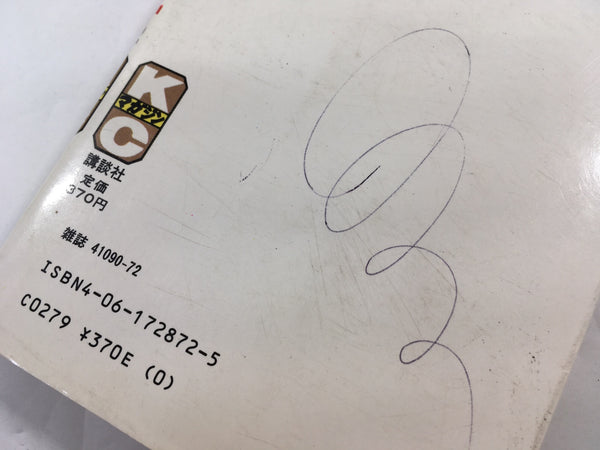 K
マガジン
C
講談社
定価
370円
雑誌 41090-72
ISBN4-06-172872-5
C0279 ¥370E (0)